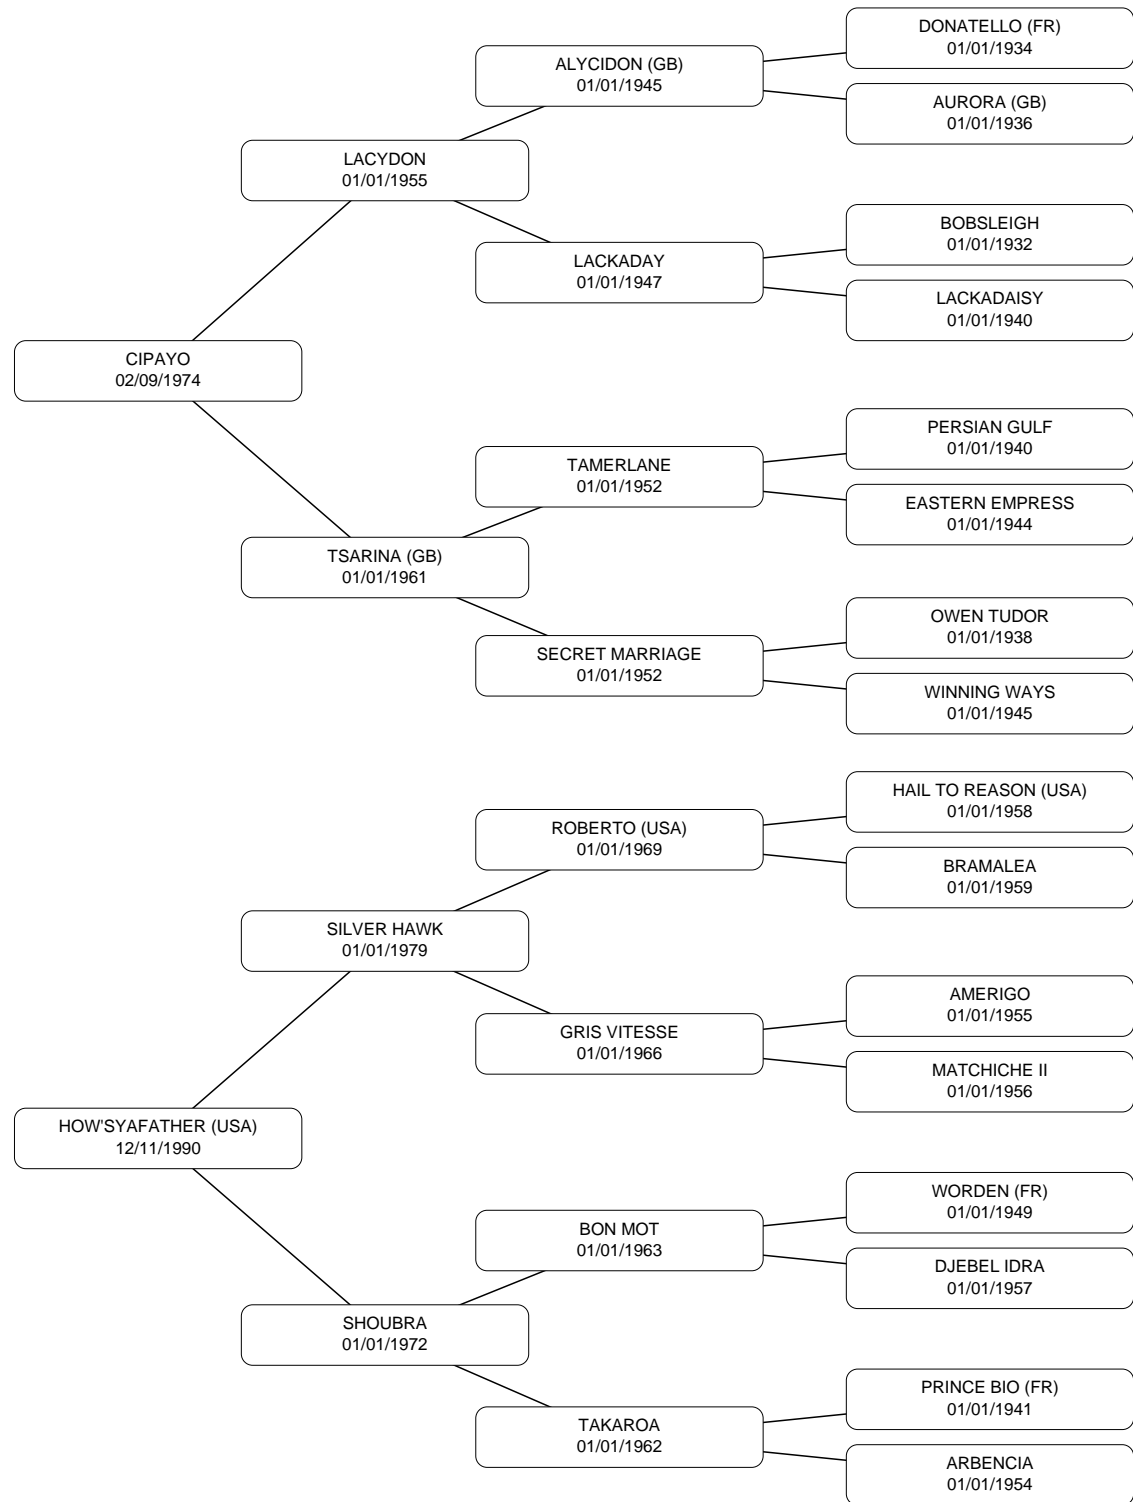 DONATELLO (FR)
01/01/1934
ALYCIDON (GB)
01/01/1945
AURORA (GB)
01/01/1936
LACYDON
01/01/1955
BOBSLEIGH
01/01/1932
LACKADAY
01/01/1947
LACKADAISY
01/01/1940
CIPAYO
02/09/1974
PERSIAN GULF
01/01/1940
TAMERLANE
01/01/1952
EASTERN EMPRESS
01/01/1944
TSARINA (GB)
01/01/1961
OWEN TUDOR
01/01/1938
SECRET MARRIAGE
01/01/1952
WINNING WAYS
01/01/1945
HAIL TO REASON (USA)
01/01/1958
ROBERTO (USA)
01/01/1969
BRAMALEA
01/01/1959
SILVER HAWK
01/01/1979
AMERIGO
01/01/1955
GRIS VITESSE
01/01/1966
MATCHICHE II
01/01/1956
HOW'SYAFATHER (USA)
12/11/1990
WORDEN (FR)
01/01/1949
BON MOT
01/01/1963
DJEBEL IDRA
01/01/1957
SHOUBRA
01/01/1972
PRINCE BIO (FR)
01/01/1941
TAKAROA
01/01/1962
ARBENCIA
01/01/1954